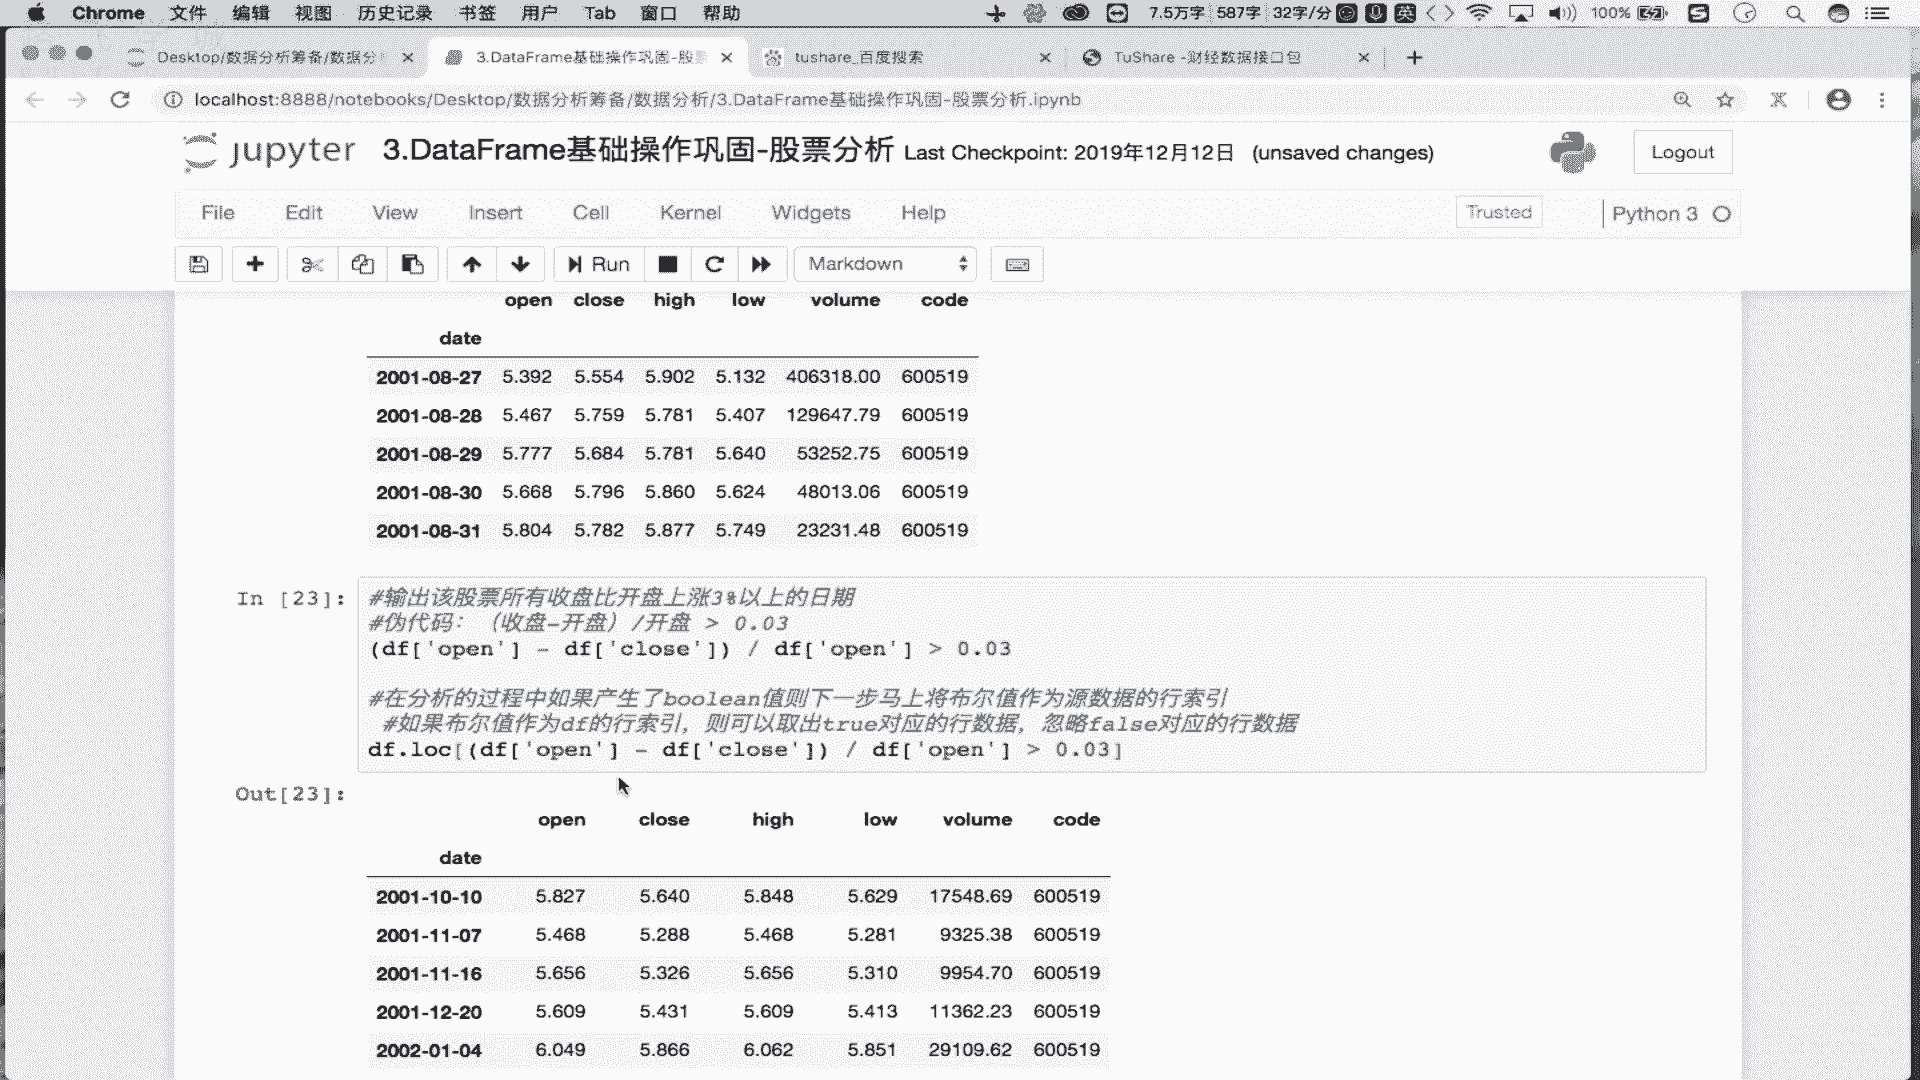 Chrome 文件 编辑 视图 历史记录 书签 用户 Tab 窗口 帮助 7.5万字 587字 32字/分 英 100%
Desktop/数据分析筹备/数据分 3.DataFrame基础操作巩固-股 tushare_百度搜索 TuShare -财经数据接口包
localhost:8888/notebooks/Desktop/数据分析筹备/数据分析/3.DataFrame基础操作巩固-股票分析.ipynb
jupyter 3.DataFrame基础操作巩固-股票分析 Last Checkpoint: 2019年12月12日 (unsaved changes) Logout
File Edit View Insert Cell Kernel Widgets Help Trusted Python 3
Run Markdown
open close high low volume code
date
2001-08-27 5.392 5.554 5.902 5.132 406318.00 600519
2001-08-28 5.467 5.759 5.781 5.407 129647.79 600519
2001-08-29 5.777 5.684 5.781 5.640 53252.75 600519
2001-08-30 5.668 5.796 5.860 5.624 48013.06 600519
2001-08-31 5.804 5.782 5.877 5.749 23231.48 600519
In [23]: #输出该股票所有收盘比开盘上涨3%以上的日期
#伪代码：（收盘-开盘）/开盘 > 0.03
(df['open'] - df['close']) / df['open'] > 0.03
#在分析的过程中如果产生了boolean值则下一步马上将布尔值作为源数据的行索引
#如果布尔值作为df的行索引，则可以取出true对应的行数据，忽略false对应的行数据
df.loc[(df['open'] - df['close']) / df['open'] > 0.03]
Out[23]:
open close high low volume code
date
2001-10-10 5.827 5.640 5.848 5.629 17548.69 600519
2001-11-07 5.468 5.288 5.468 5.281 9325.38 600519
2001-11-16 5.656 5.326 5.656 5.310 9954.70 600519
2001-12-20 5.609 5.431 5.609 5.413 11362.23 600519
2002-01-04 6.049 5.866 6.062 5.851 29109.62 600519